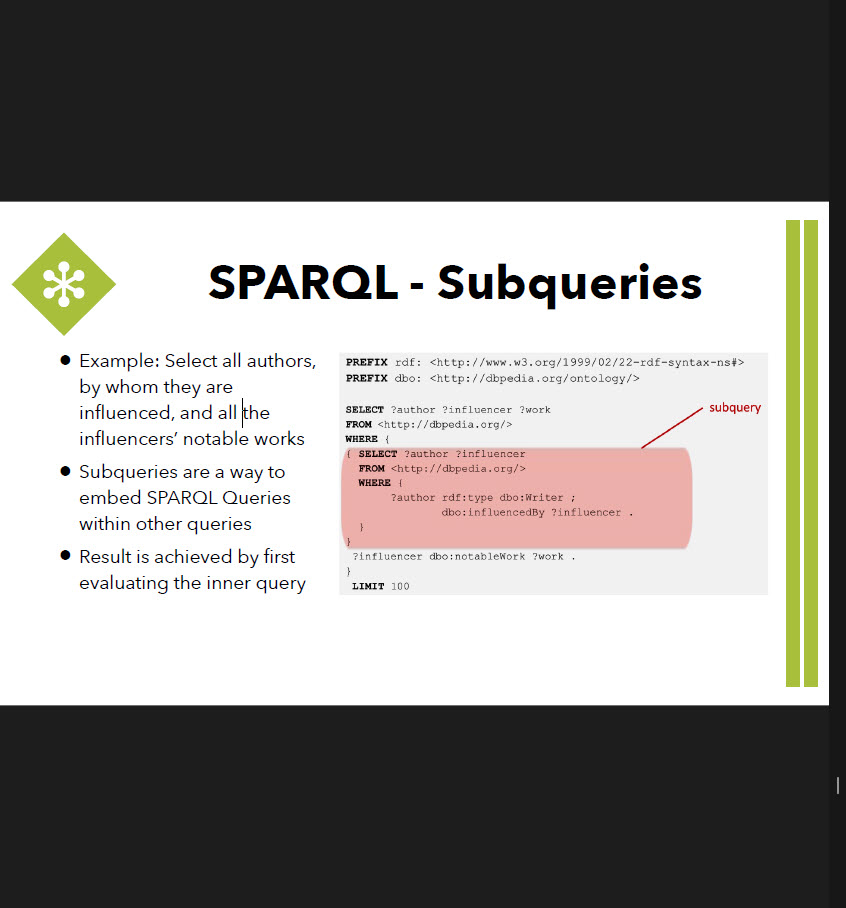 SPARQL - Subqueries
● Example: Select all authors,
by whom they are
influenced, and all the
influencers’ notable works
● Subqueries are a way to
embed SPARQL Queries
within other queries
● Result is achieved by first
evaluating the inner query
PREFIX rdf: <http://www.w3.org/1999/02/22-rdf-syntax-ns#>
PREFIX dbo: <http://dbpedia.org/ontology/>
SELECT ?author ?influencer ?work
FROM <http://dbpedia.org/>
WHERE {
{ SELECT ?author ?influencer
FROM <http://dbpedia.org/>
WHERE {
?author rdf:type dbo:Writer ;
dbo:influencedBy ?influencer .
}
}
?influencer dbo:notableWork ?work .
}
LIMIT 100
subquery